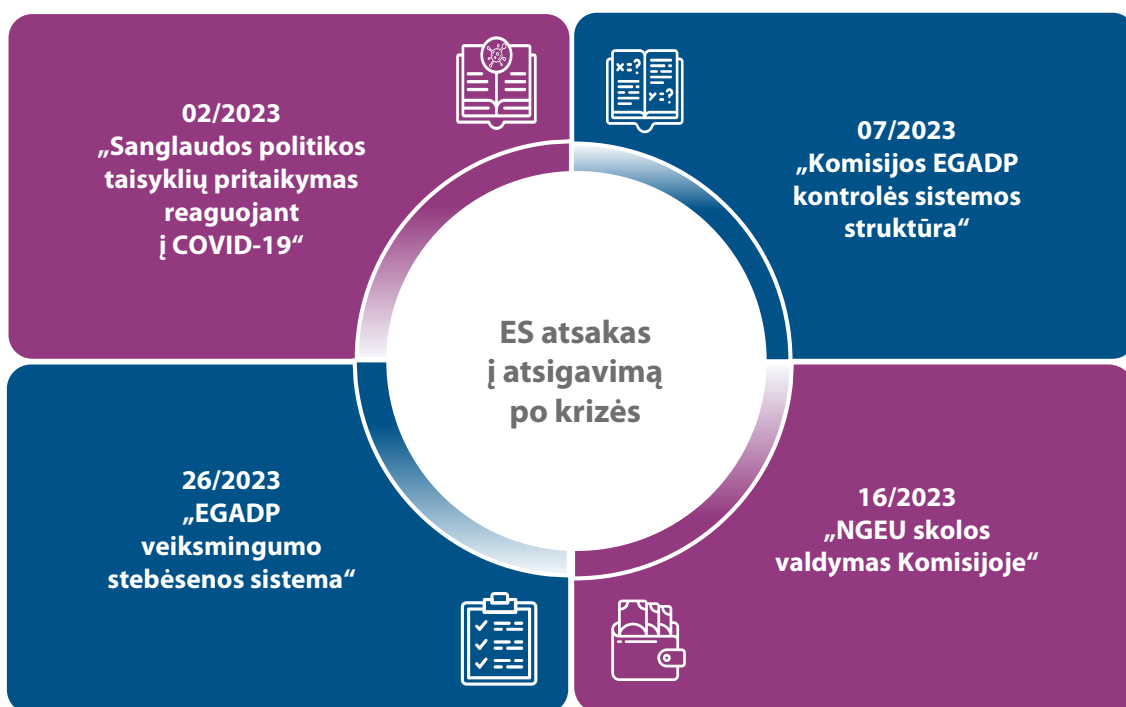 02/2023
„Sanglaudos politikos
taisyklių pritaikymas
reaguojant
į COVID-19“
x=?
y=?
07/2023
„Komisijos EGADP
kontrolės sistemos
struktūra“
ES atsakas
į atsigavimą
po krizės
26/2023
„EGADP
veiksmingumo
stebėsenos sistema“
16/2023
„NGEU skolos
valdymas Komisijoje“